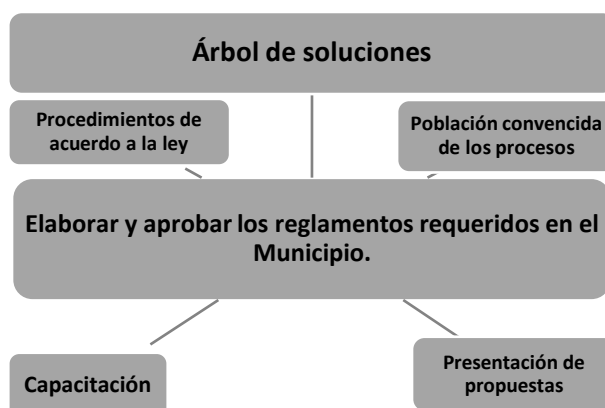 Árbol de soluciones
Procedimientos de
acuerdo a la ley
Población convencida
de los procesos
Elaborar y aprobar los reglamentos requeridos en el
Municipio.
Capacitación
Presentación de
propuestas